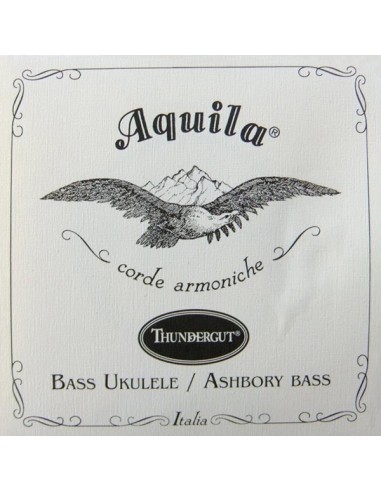 Aquila®
corde armoniche
THUNDERGUT®
BASS UKULELE / ASHBORY BASS
Italia